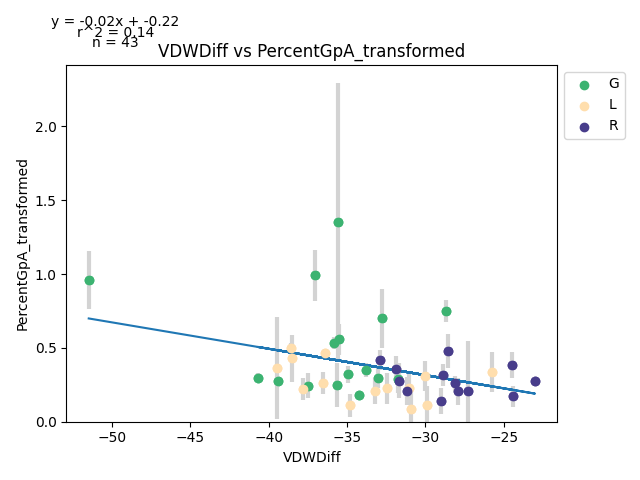 y = -0.02x + -0.22
r^2 = 0.14
n = 43
VDWDiff vs PercentGpA_transformed
G
L
R
2.0
1.5
1.0
0.5
0.0
PercentGpA_transformed
−50
−45
−40
−35
−30
−25
VDWDiff